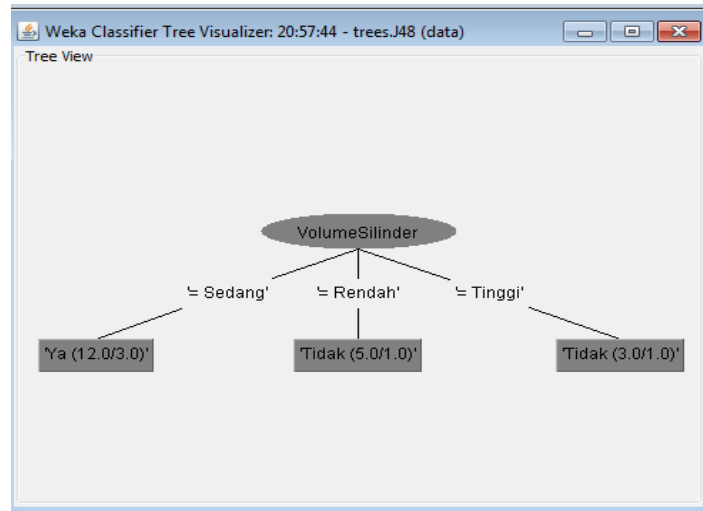 Weka Classifier Tree Visualizer: 20:57:44 - trees.J48 (data)
Tree View
VolumeSilinder
'= Sedang' '= Rendah' '= Tinggi'
'Ya (12.0/3.0)' 'Tidak (5.0/1.0)' 'Tidak (3.0/1.0)'